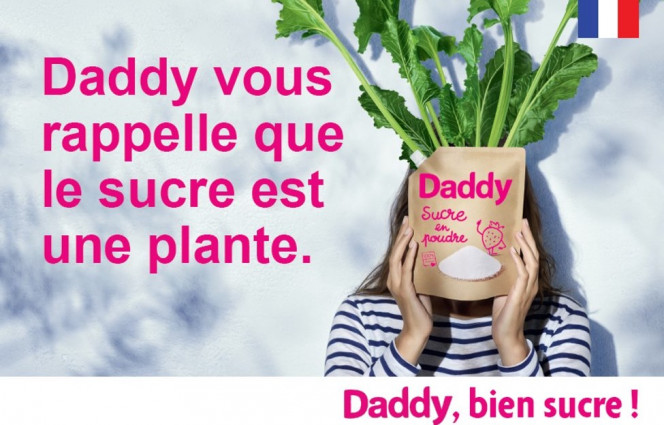 Daddy vous
rappelle que
le sucre est
une plante.
Daddy
Sucre
en
poudre
Daddy, bien sucre !